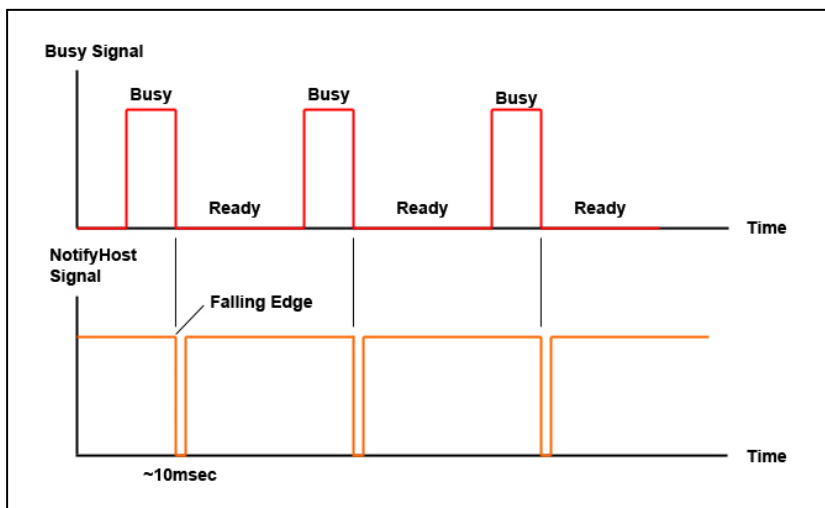 Busy Signal
Busy
Busy
Busy
Ready
Ready
Ready
Time
NotifyHost
Signal
Falling Edge
Time
~10msec